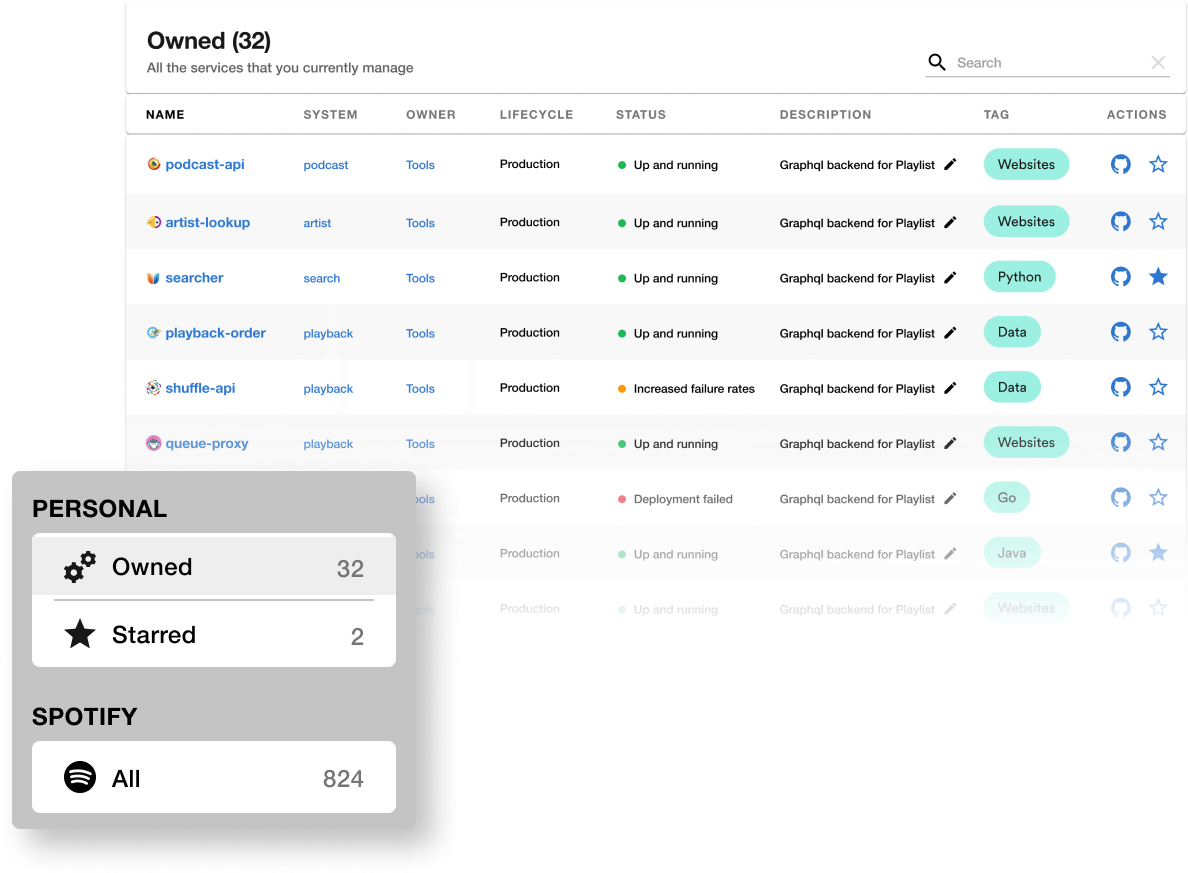 Owned (32)
All the services that you currently manage
Search
NAME SYSTEM OWNER LIFECYCLE STATUS DESCRIPTION TAG ACTIONS
podcast-api podcast Tools Production Up and running Graphql backend for Playlist Websites
artist-lookup artist Tools Production Up and running Graphql backend for Playlist Websites
searcher search Tools Production Up and running Graphql backend for Playlist Python
playback-order playback Tools Production Up and running Graphql backend for Playlist Data
shuffle-api playback Tools Production Increased failure rates Graphql backend for Playlist Data
queue-proxy playback Tools Production Up and running Graphql backend for Playlist Websites
ools Production Deployment failed Graphql backend for Playlist Go
ools Production Up and running Graphql backend for Playlist Java
ools Production Up and running Graphql backend for Playlist Websites
PERSONAL
Owned 32
Starred 2
SPOTIFY
All 824